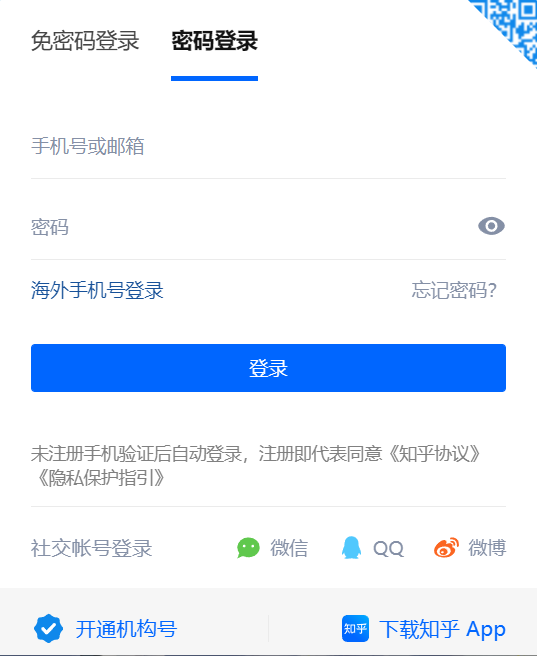 免密码登录 密码登录
手机号或邮箱
密码
海外手机号登录 忘记密码?
登录
未注册手机验证后自动登录，注册即代表同意《知乎协议》
《隐私保护指引》
社交帐号登录 微信 QQ 微博
开通机构号 知乎 下载知乎 App